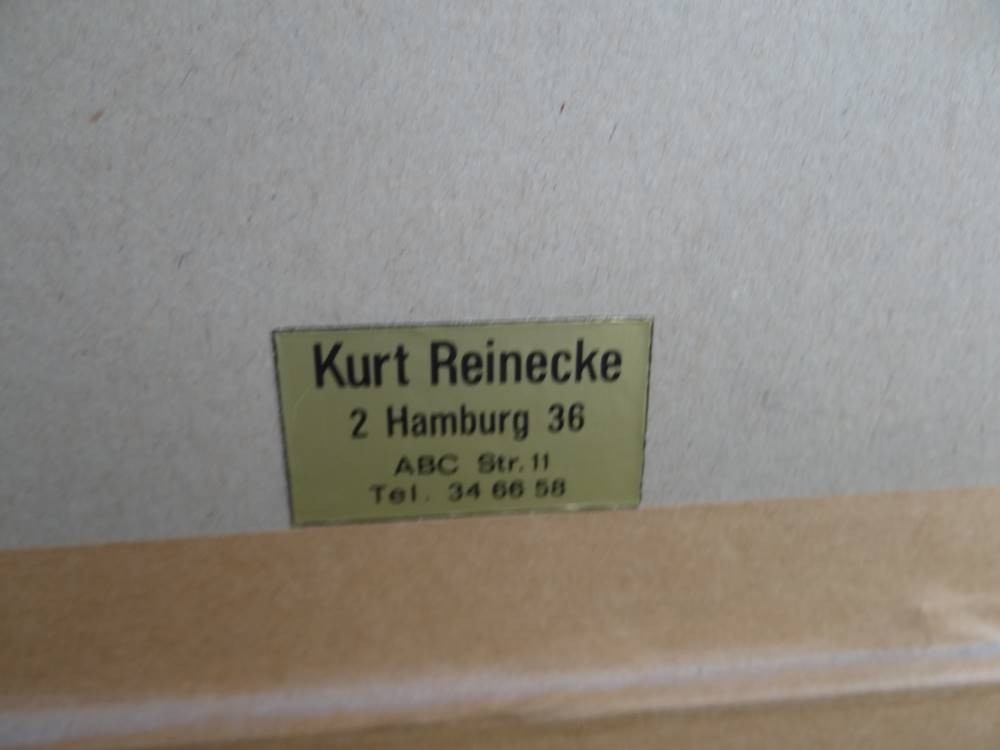 Kurt Reinecke
2 Hamburg 36
ABC Str. 11
Tel. 34 66 58